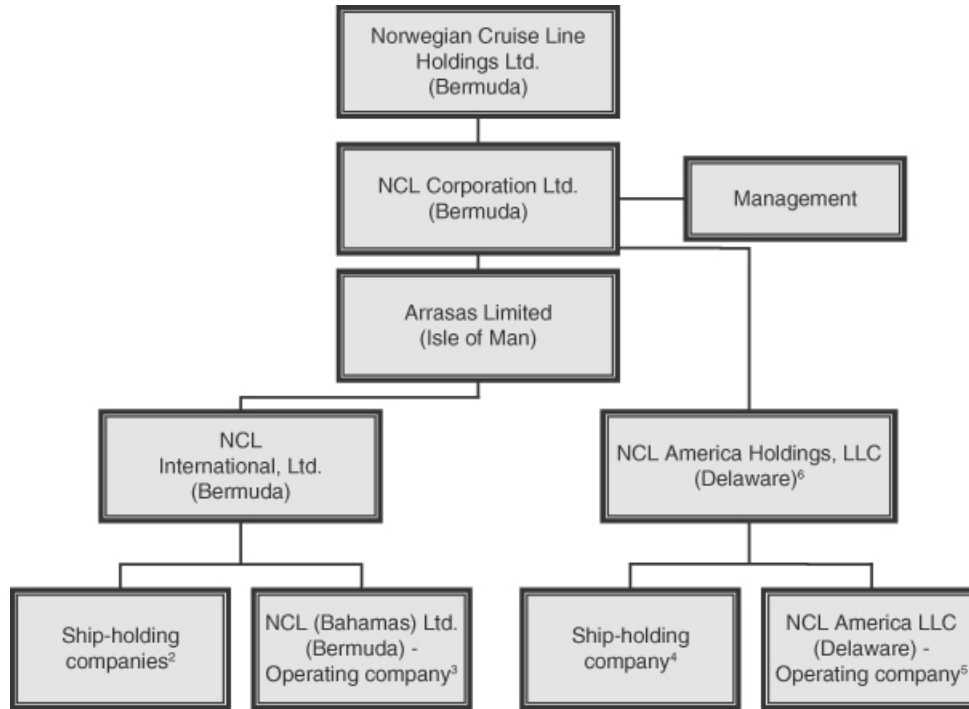 Norwegian Cruise Line
Holdings Ltd.
(Bermuda)
NCL Corporation Ltd.
(Bermuda)
Management
Arrasas Limited
(Isle of Man)
NCL
International, Ltd.
(Bermuda)
NCL America Holdings, LLC
(Delaware)⁶
Ship-holding
companies²
NCL (Bahamas) Ltd.
(Bermuda) -
Operating company³
Ship-holding
company⁴
NCL America LLC
(Delaware) -
Operating company⁵